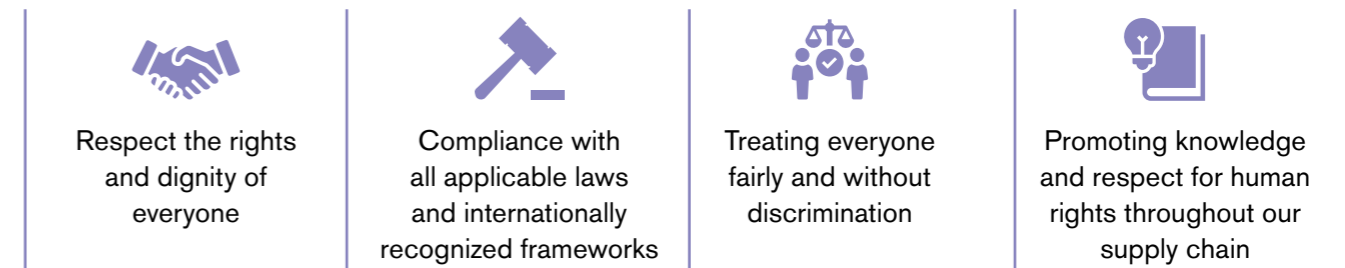 Respect the rights
and dignity of
everyone
Compliance with
all applicable laws
and internationally
recognized frameworks
Treating everyone
fairly and without
discrimination
Promoting knowledge
and respect for human
rights throughout our
supply chain